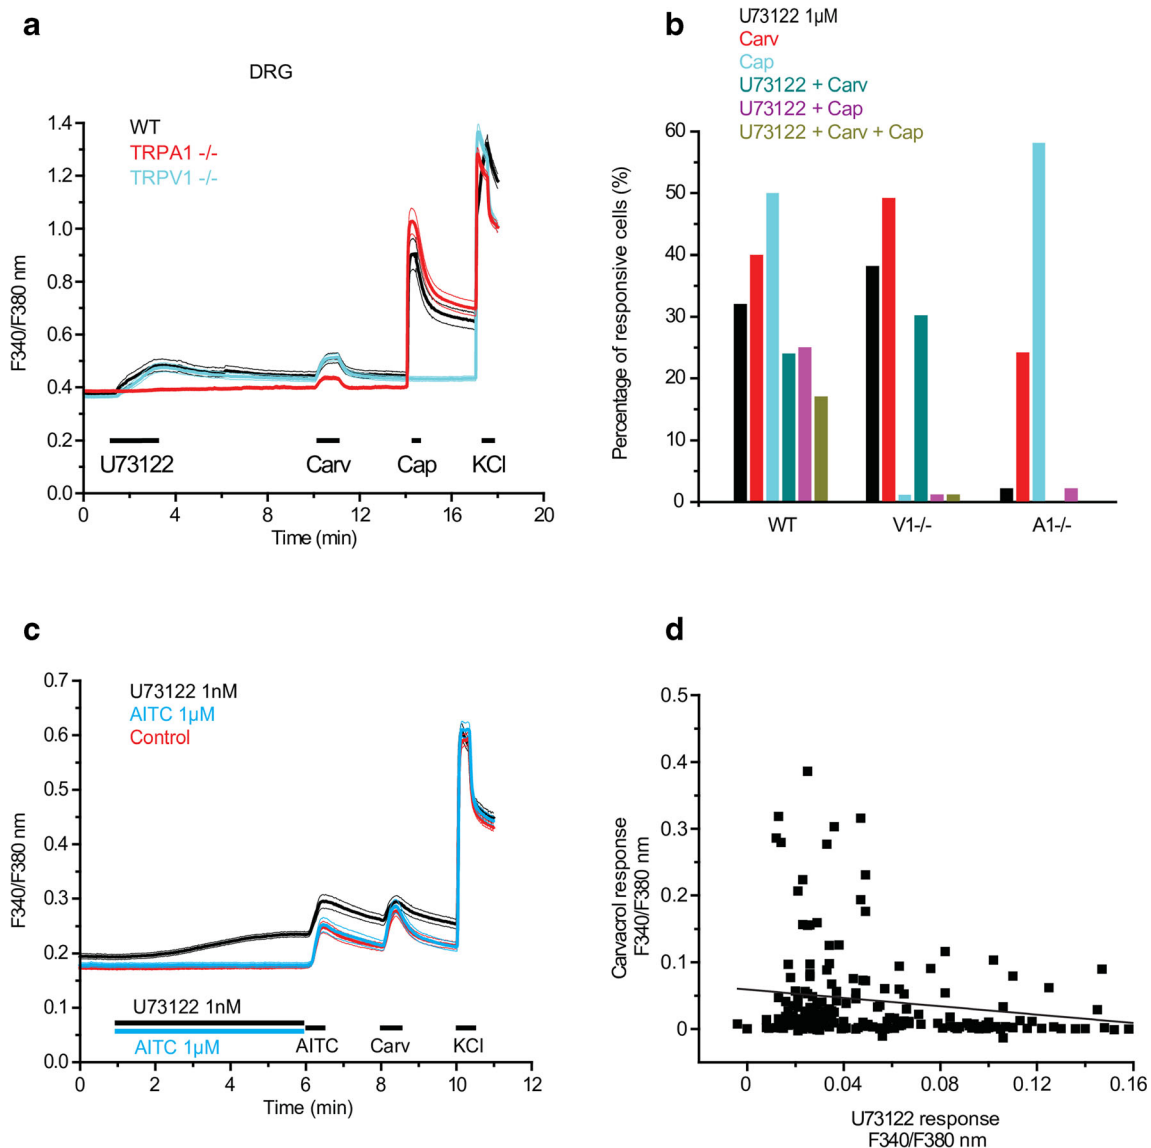 a
DRG
WT
TRPA1 -/-
TRPV1 -/-
1.4
1.2
1.0
0.8
0.6
0.4
0.2
0.0
F340/F380 nm
U73122
Carv
Cap
KCl
0
4
8
12
16
20
Time (min)
b
U73122 1µM
Carv
Cap
U73122 + Carv
U73122 + Cap
U73122 + Carv + Cap
60
50
40
30
20
10
0
Percentage of responsive cells (%)
WT
V1-/-
A1-/-
c
U73122 1nM
AITC 1µM
Control
0.7
0.6
0.5
0.4
0.3
0.2
0.1
0.0
F340/F380 nm
U73122 1nM
AITC 1µM
AITC
Carv
KCl
0
2
4
6
8
10
12
Time (min)
d
0.5
0.4
0.3
0.2
0.1
0
Carvacrol response
F340/F380 nm
0
0.04
0.08
0.12
0.16
U73122 response
F340/F380 nm